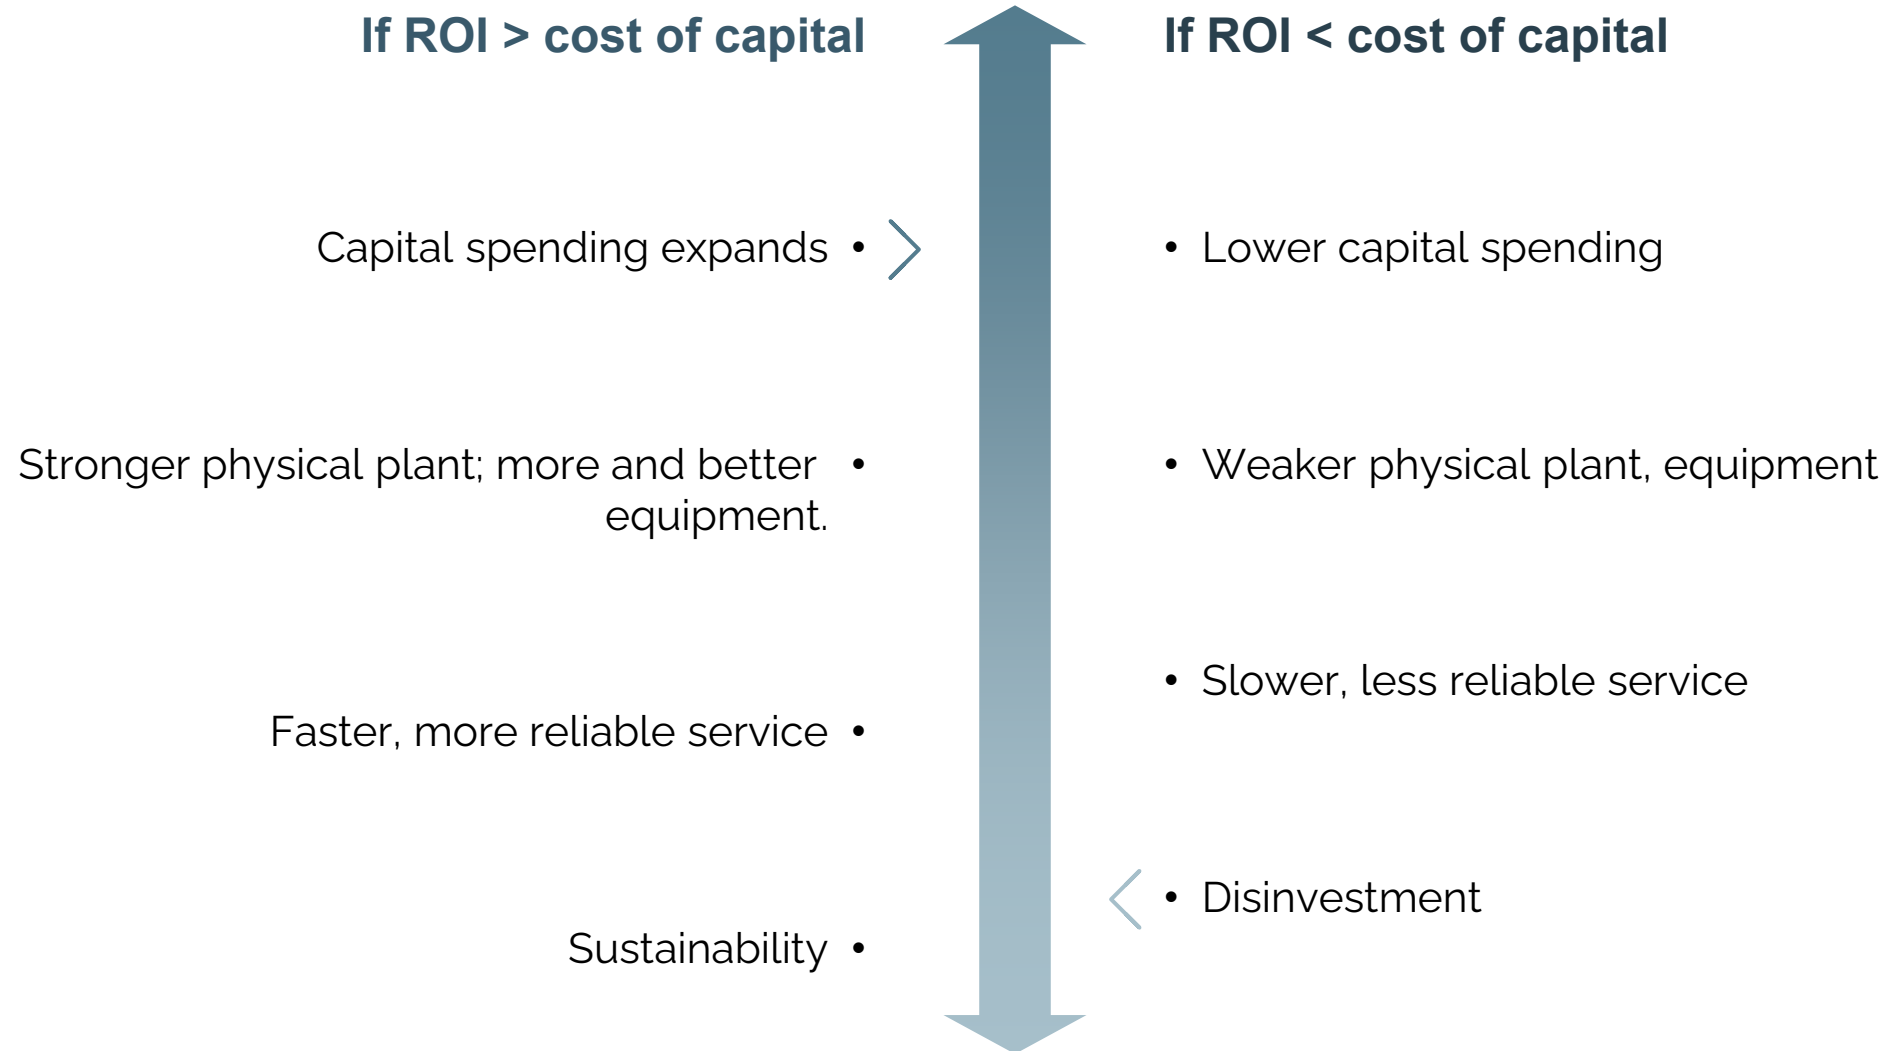 If ROI > cost of capital
• Capital spending expands
• Stronger physical plant; more and better
equipment.
• Faster, more reliable service
• Sustainability
If ROI < cost of capital
• Lower capital spending
• Weaker physical plant, equipment
• Slower, less reliable service
• Disinvestment